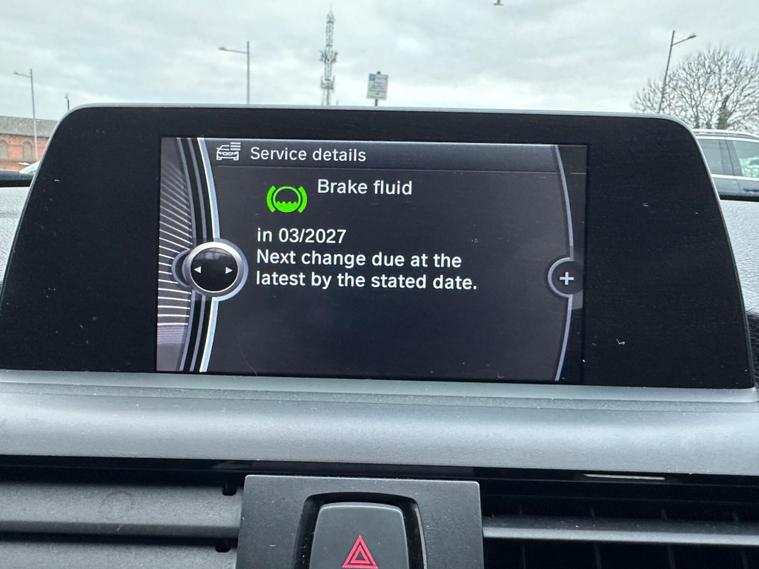 Service details
Brake fluid
in 03/2027
Next change due at the
latest by the stated date.